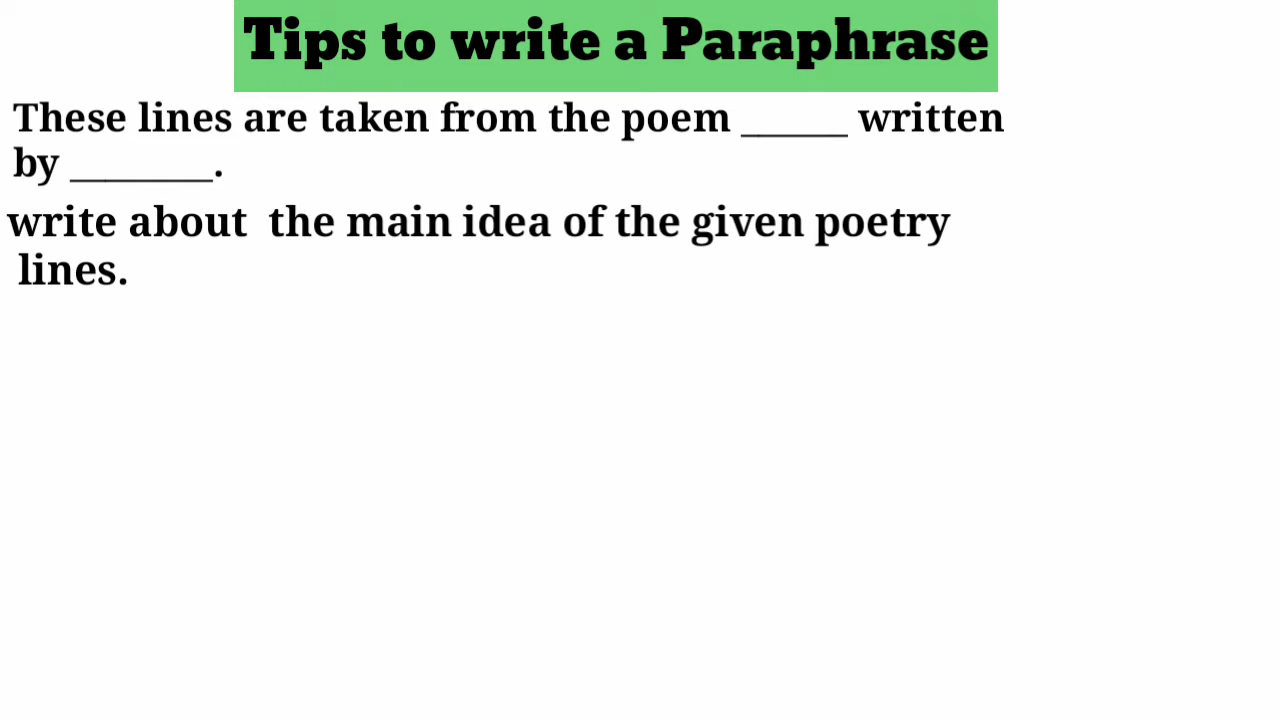 Tips to write a Paraphrase
These lines are taken from the poem ______ written
by ________.
write about  the main idea of the given poetry
lines.